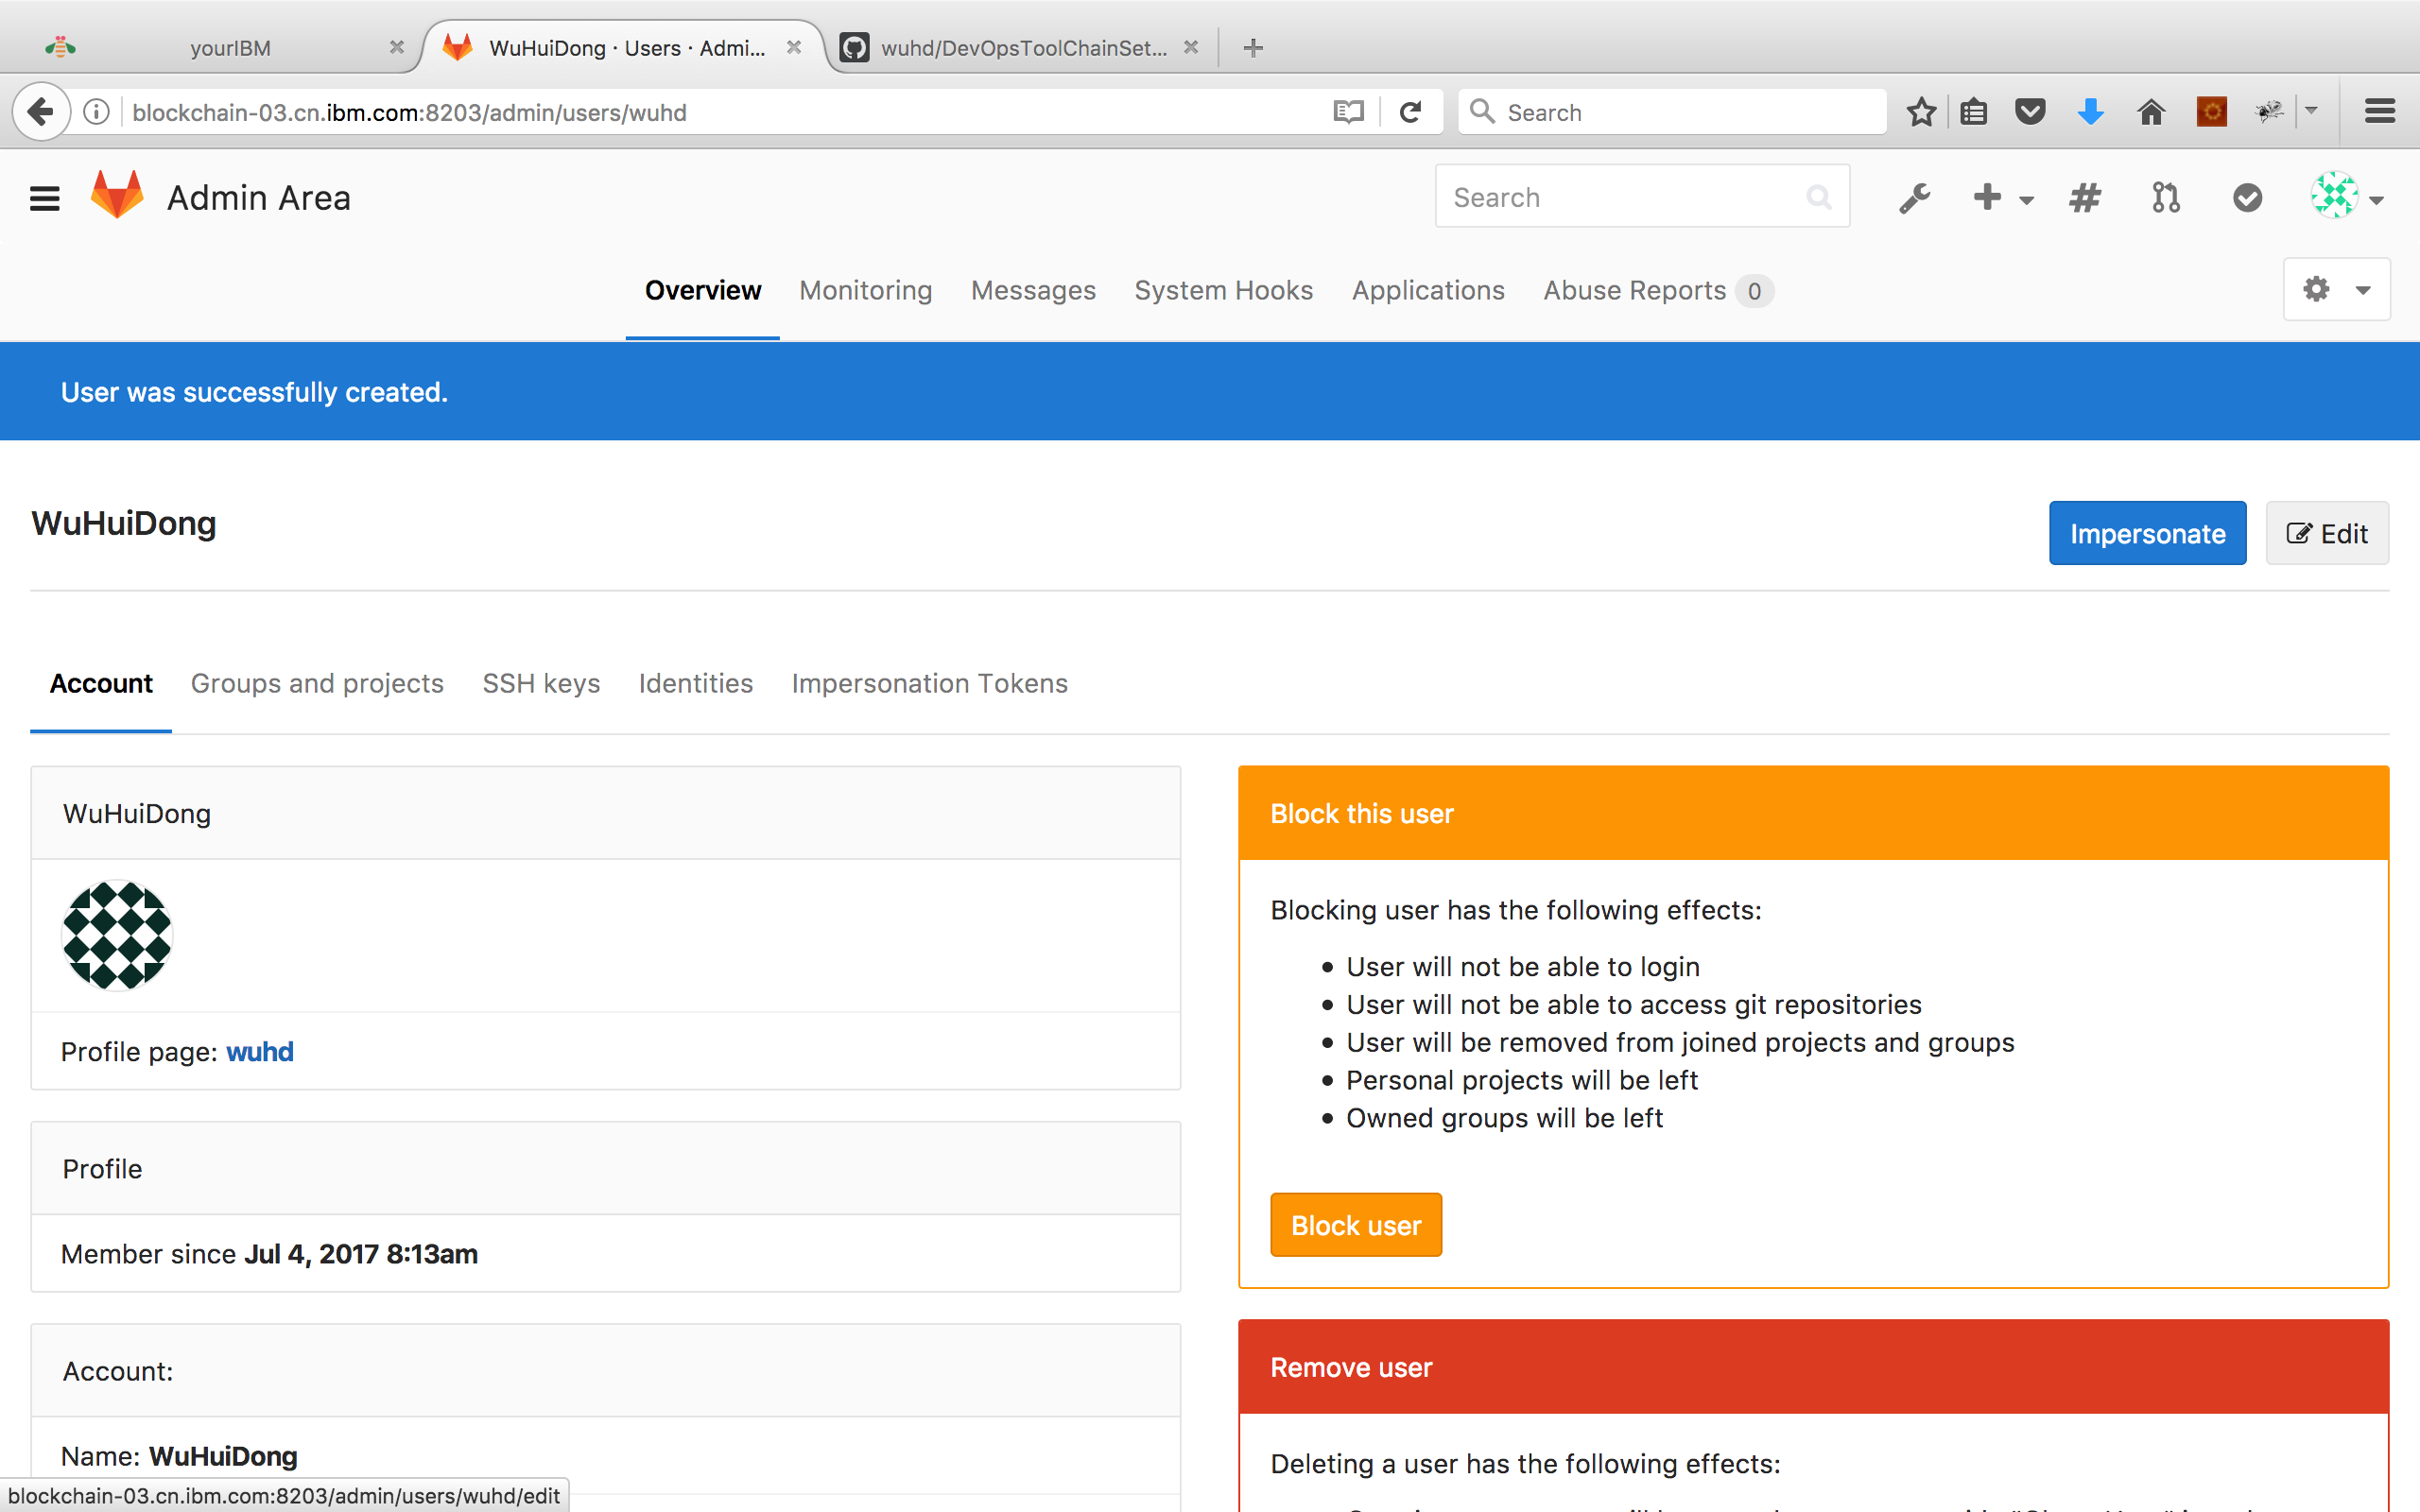 yourIBM
WuHuiDong · Users · Admi...
wuhd/DevOpsToolChainSet...
blockchain-03.cn.ibm.com:8203/admin/users/wuhd
Search
Admin Area
Search
Overview Monitoring Messages System Hooks Applications Abuse Reports 0
User was successfully created.
WuHuiDong
Impersonate
Edit
Account Groups and projects SSH keys Identities Impersonation Tokens
WuHuiDong
Profile page: wuhd
Profile
Member since Jul 4, 2017 8:13am
Account:
Name: WuHuiDong
Block this user
Blocking user has the following effects:
• User will not be able to login
• User will not be able to access git repositories
• User will be removed from joined projects and groups
• Personal projects will be left
• Owned groups will be left
Block user
Remove user
Deleting a user has the following effects:
blockchain-03.cn.ibm.com:8203/admin/users/wuhd/edit